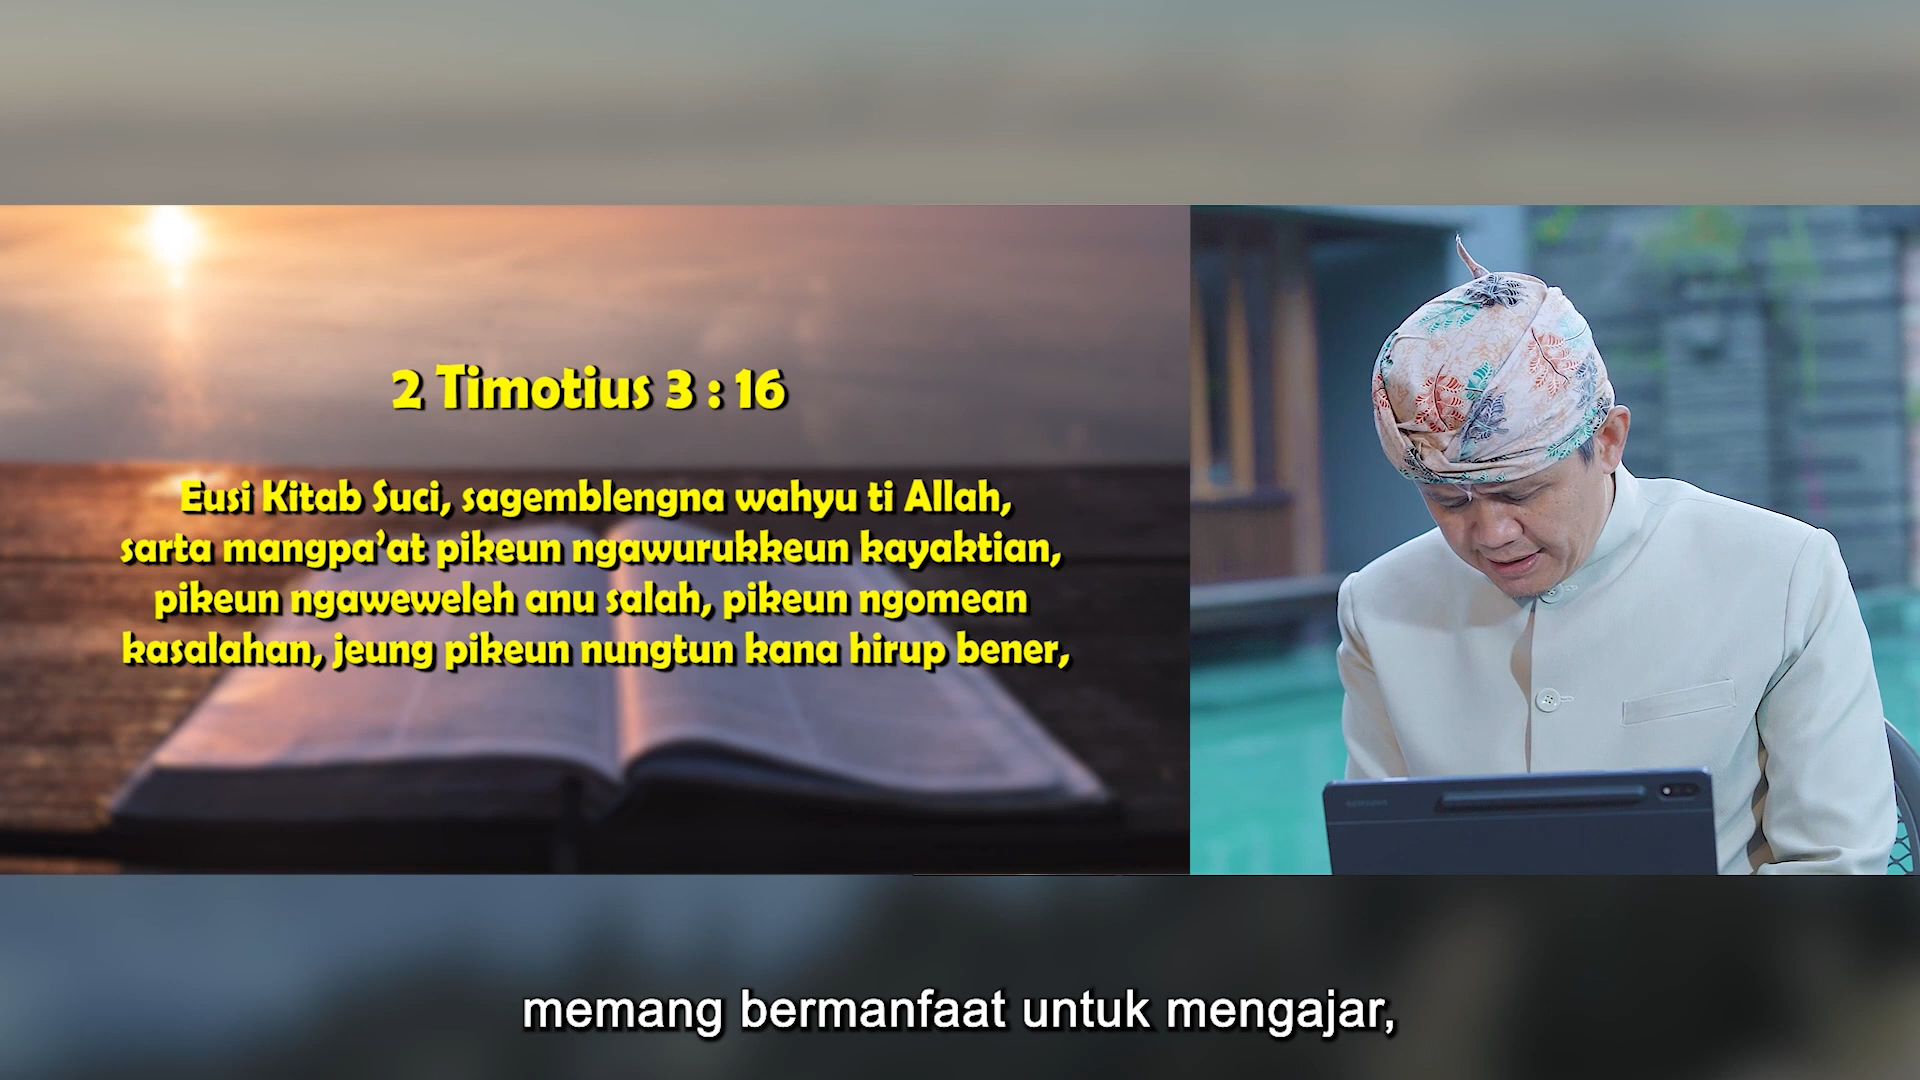 2 Timotius 3 : 16
Eusi Kitab Suci, sagemblengna wahyu ti Allah,
sarta mangpa’at pikeun ngawurukkeun kayaktian,
pikeun ngaweweleh anu salah, pikeun ngomean
kasalahan, jeung pikeun nungtun kana hirup bener,
SAMSUNG
memang bermanfaat untuk mengajar,